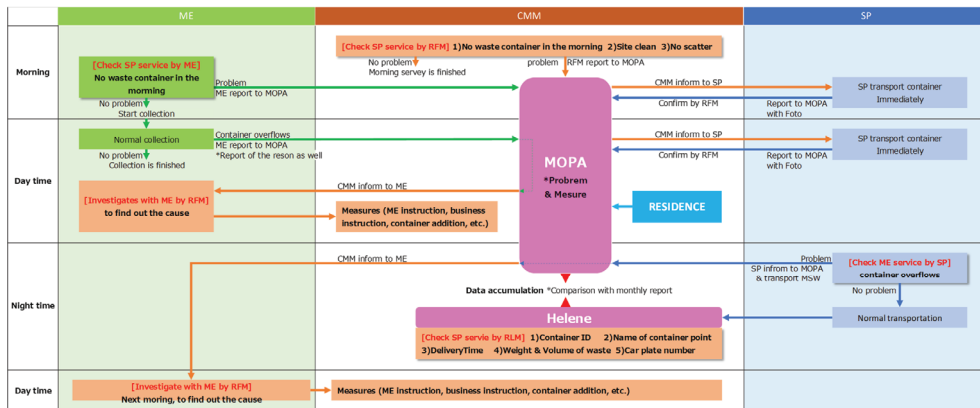 ME
CMM
SP
Morning
[Check SP service by ME]
No waste container in the
morming
Problem
ME report to MOPA
No problem
Start collection
[Check SP service by RFM] 1)No waste container in the morning 2)Site clean 3)No scatter
No problem
Morning servey is finished
problem
RFM report to MOPA
CMM inform to SP
Confirm by RFM
Report to MOPA
with Foto
SP transport container
Immediately
Day time
Normal collection
Container overflows
ME report to MOPA
*Report of the reson as well
No problem
Collection is finished
CMM inform to SP
Confirm by RFM
Report to MOPA
with Foto
SP transport container
Immediately
MOPA
*Probrem
& Mesure
CMM inform to ME
[Investigates with ME by RFM]
to find out the cause
Measures (ME instruction, business
instruction, container addition, etc.)
RESIDENCE
Night time
CMM inform to ME
Problem
SP infrom to MOPA
& transport MSW
[Check ME service by SP]
container overflows
No problem
Data accumulation *Comparison with monthly report
Helene
Normal transportation
[Check SP servie by RLM] 1)Container ID 2)Name of container point
3)DeliveryTime 4)Weight & Volume of waste 5)Car plate number
Day time
[Investigate with ME by RFM]
Next moring, to find out the cause
Measures (ME instruction, business instruction, container addition, etc.)